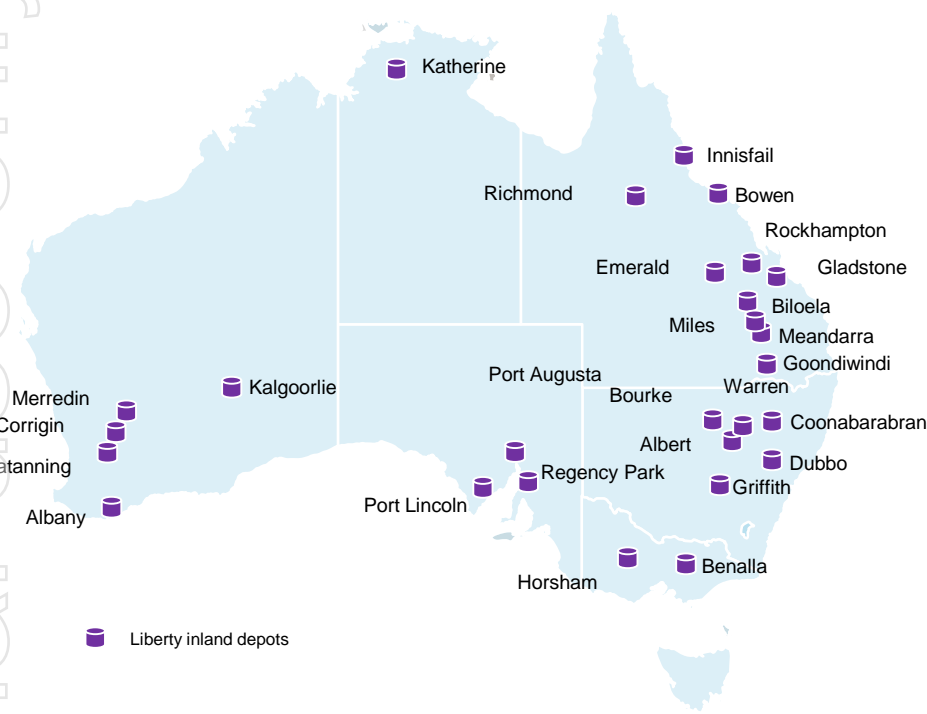 Katherine
Innisfail
Richmond
Bowen
Rockhampton
Emerald
Gladstone
Biloela
Miles
Meandarra
Goondiwindi
Port Augusta
Warren
Kalgoorlie
Bourke
Merredin
Corrigin
Coonabarabran
Albert
Dubbo
atanning
Regency Park
Griffith
Port Lincoln
Albany
Benalla
Horsham
Liberty inland depots